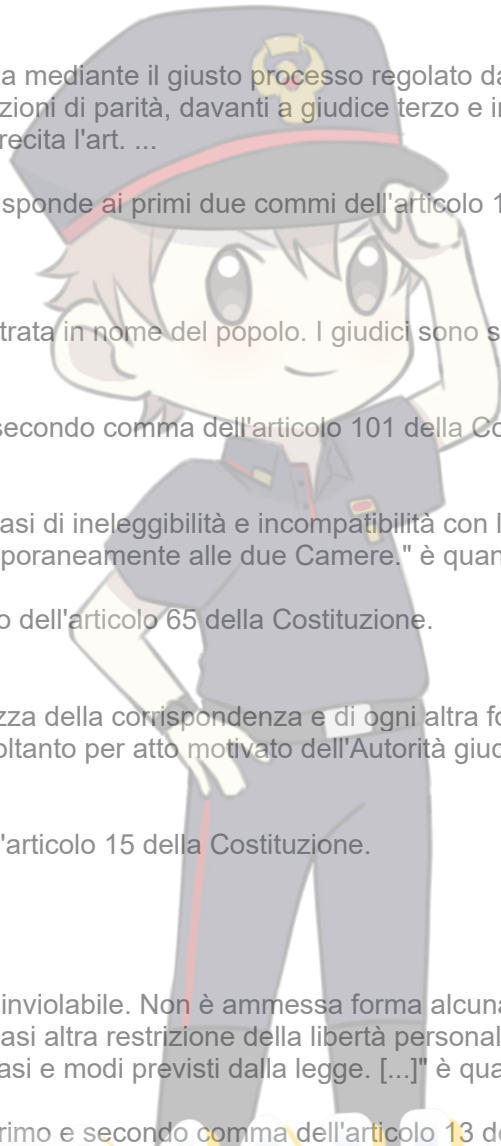 a mediante il giusto processo regolato da
zioni di parità, davanti a giudice terzo e i
recita l'art. ...
sponde ai primi due commi dell'articolo 1
trata in nome del popolo. I giudici sono s
secondo comma dell'articolo 101 della Co
asi di ineleggibilità e incompatibilità con l
poraneamente alle due Camere." è quan
o dell'articolo 65 della Costituzione.
zza della corrispondenza e di ogni altra fo
oltanto per atto motivato dell'Autorità giud
'articolo 15 della Costituzione.
inviolabile. Non è ammessa forma alcuna
asi altra restrizione della libertà personal
asi e modi previsti dalla legge. [...]" è qua
rimo e secondo comma dell'articolo 13 de